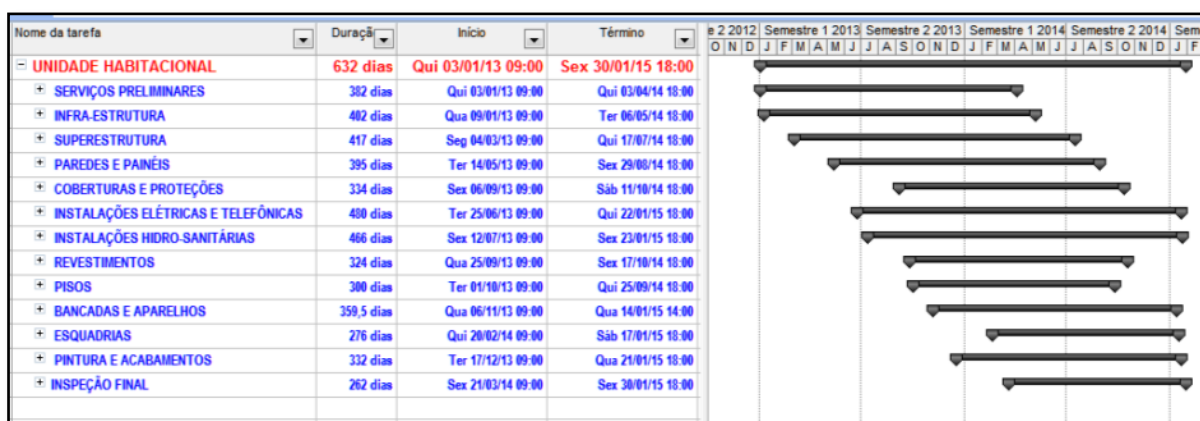 Nome da tarefa Duraçã Início Término e 2 2012 Semestre 1 2013 Semestre 2 2013 Semestre 1 2014 Semestre 2 2014 Sem
O N D J F M A M J J A S O N D J F M A M J J A S O N D J F
UNIDADE HABITACIONAL 632 dias Qui 03/01/13 09:00 Sex 30/01/15 18:00
SERVIÇOS PRELIMINARES 382 dias Qui 03/01/13 09:00 Qui 03/04/14 18:00
INFRA-ESTRUTURA 402 dias Qua 09/01/13 09:00 Ter 06/05/14 18:00
SUPERESTRUTURA 417 dias Seg 04/03/13 09:00 Qui 17/07/14 18:00
PAREDES E PAINÉIS 395 dias Ter 14/05/13 09:00 Sex 29/08/14 18:00
COBERTURAS E PROTEÇÕES 334 dias Sex 06/09/13 09:00 Sáb 11/10/14 18:00
INSTALAÇÕES ELÉTRICAS E TELEFÔNICAS 480 dias Ter 25/06/13 09:00 Qui 22/01/15 18:00
INSTALAÇÕES HIDRO-SANITÁRIAS 466 dias Sex 12/07/13 09:00 Sex 23/01/15 18:00
REVESTIMENTOS 324 dias Qua 25/09/13 09:00 Sex 17/10/14 18:00
PISOS 300 dias Ter 01/10/13 09:00 Qui 25/09/14 18:00
BANCADAS E APARELHOS 359,5 dias Qua 06/11/13 09:00 Qua 14/01/15 14:00
ESQUADRIAS 276 dias Qui 20/02/14 09:00 Sáb 17/01/15 18:00
PINTURA E ACABAMENTOS 332 dias Ter 17/12/13 09:00 Qua 21/01/15 18:00
INSPEÇÃO FINAL 262 dias Sex 21/03/14 09:00 Sex 30/01/15 18:00